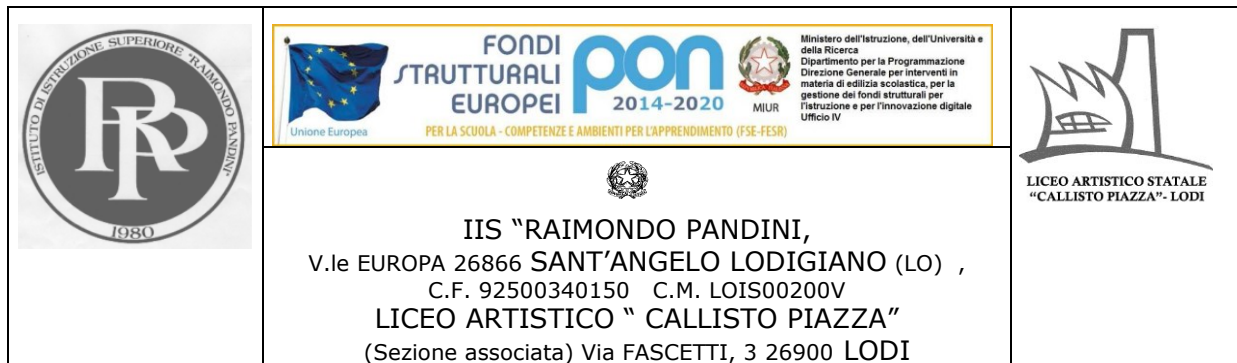 ISTITUTO DI ISTRUZIONE SUPERIORE "RAIMONDO PANDINI"
RP
1980
Unione Europea
FONDI
STRUTTURALI
EUROPEI
pon
2014-2020
MIUR
Ministero dell'Istruzione, dell'Università e
della Ricerca
Dipartimento per la Programmazione
Direzione Generale per interventi in
materia di edilizia scolastica, per la
gestione dei fondi strutturali per
l'istruzione e per l'innovazione digitale
Ufficio IV
PER LA SCUOLA - COMPETENZE E AMBIENTI PER L'APPRENDIMENTO (FSE-FESR)
IIS "RAIMONDO PANDINI,
V.le EUROPA 26866 SANT'ANGELO LODIGIANO (LO) ,
C.F. 92500340150 C.M. LOIS00200V
LICEO ARTISTICO " CALLISTO PIAZZA"
(Sezione associata) Via FASCETTI, 3 26900 LODI
LICEO ARTISTICO STATALE
"CALLISTO PIAZZA"- LODI